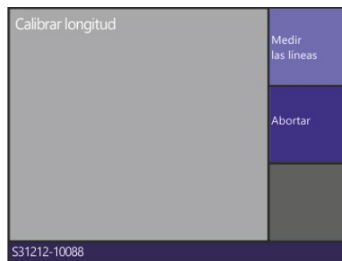 Calibrar longitud
Medir
las líneas
Abortar
S31212-10088